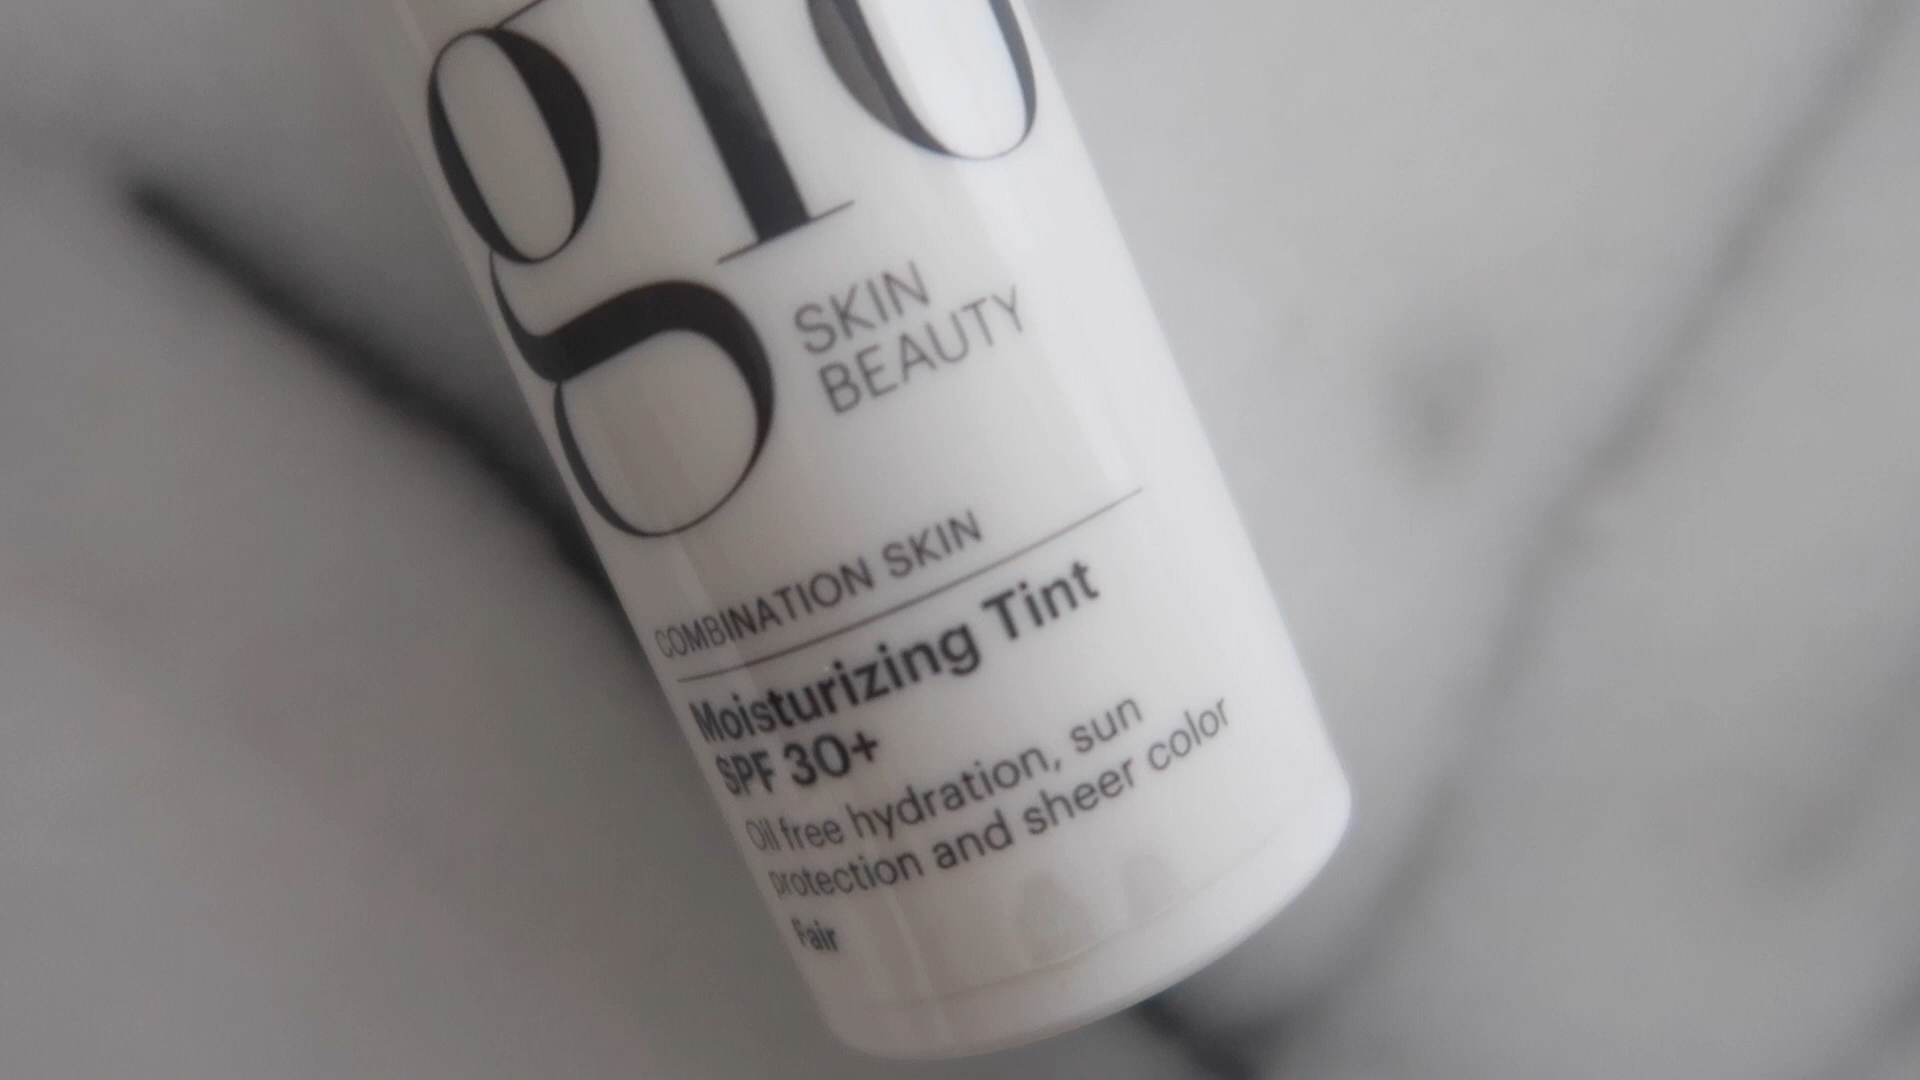 glo
SKIN
BEAUTY
COMBINATION SKIN
Moisturizing Tint
SPF 30+
Oil free hydration, sun
protection and sheer color
Fair